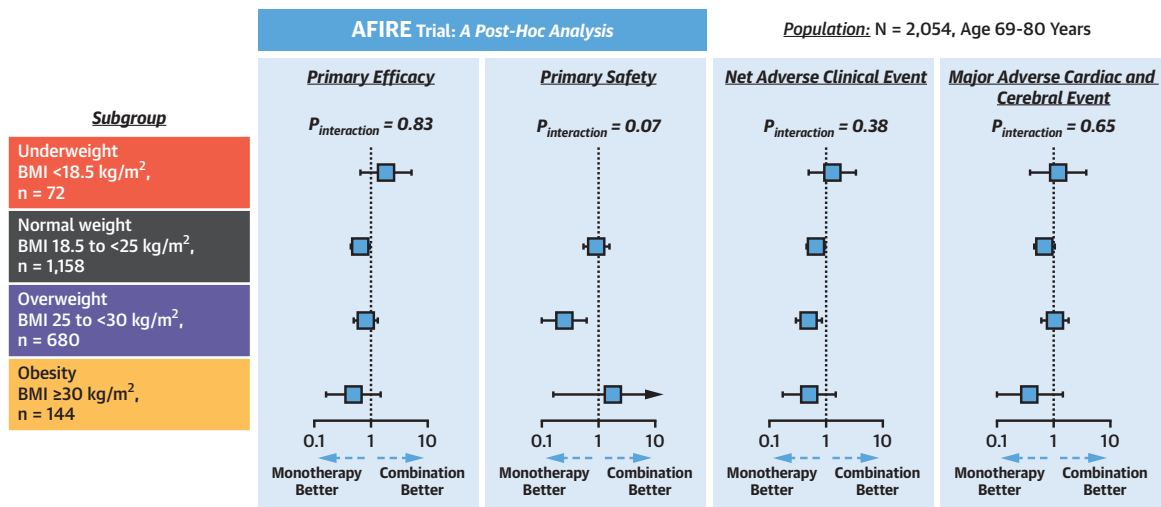 AFIRE Trial: A Post-Hoc Analysis
Population: N = 2,054, Age 69-80 Years
Subgroup
Underweight
BMI <18.5 kg/m²,
n = 72
Normal weight
BMI 18.5 to <25 kg/m²,
n = 1,158
Overweight
BMI 25 to <30 kg/m²,
n = 680
Obesity
BMI ≥30 kg/m²,
n = 144
Primary Efficacy
Pinteraction = 0.83
0.1 1 10
Monotherapy Combination
Better Better
Primary Safety
Pinteraction = 0.07
0.1 1 10
Monotherapy Combination
Better Better
Net Adverse Clinical Event
Pinteraction = 0.38
0.1 1 10
Monotherapy Combination
Better Better
Major Adverse Cardiac and
Cerebral Event
Pinteraction = 0.65
0.1 1 10
Monotherapy Combination
Better Better